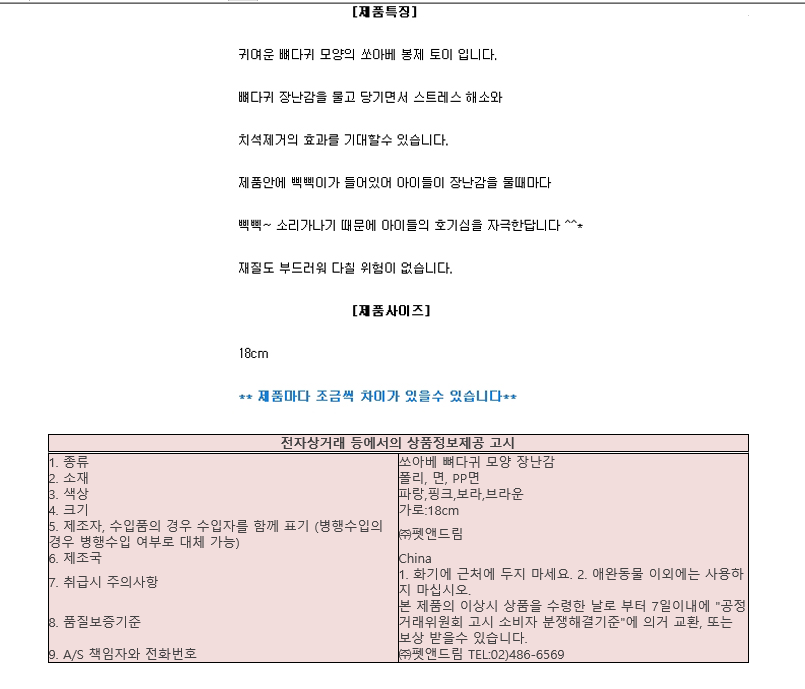 [제품특징]
귀여운 뼈다귀 모양의 쏘아베 봉제 토이 입니다.
뼈다귀 장난감을 물고 당기면서 스트레스 해소와
치석제거의 효과를 기대할수 있습니다.
제품안에 삑삑이가 들어있어 아이들이 장난감을 물때마다
삑삑~ 소리가나기 때문에 아이들의 호기심을 자극한답니다 ^^*
재질도 부드러워 다칠 위험이 없습니다.
[제품사이즈]
18cm
** 제품마다 조금씩 차이가 있을수 있습니다**
전자상거래 등에서의 상품정보제공 고시
1. 종류
쏘아베 뼈다귀 모양 장난감
2. 소재
폴리, 면, PP면
3. 색상
파랑,핑크,보라,브라운
4. 크기
가로:18cm
5. 제조자, 수입품의 경우 수입자를 함께 표기 (병행수입의
경우 병행수입 여부로 대체 가능)
㈜펫앤드림
6. 제조국
China
7. 취급시 주의사항
1. 화기에 근처에 두지 마세요. 2. 애완동물 이외에는 사용하
지 마십시오.
8. 품질보증기준
본 제품의 이상시 상품을 수령한 날로 부터 7일이내에 "공정
거래위원회 고시 소비자 분쟁해결기준"에 의거 교환, 또는
보상 받을수 있습니다.
9. A/S 책임자와 전화번호
㈜펫앤드림 TEL:02)486-6569